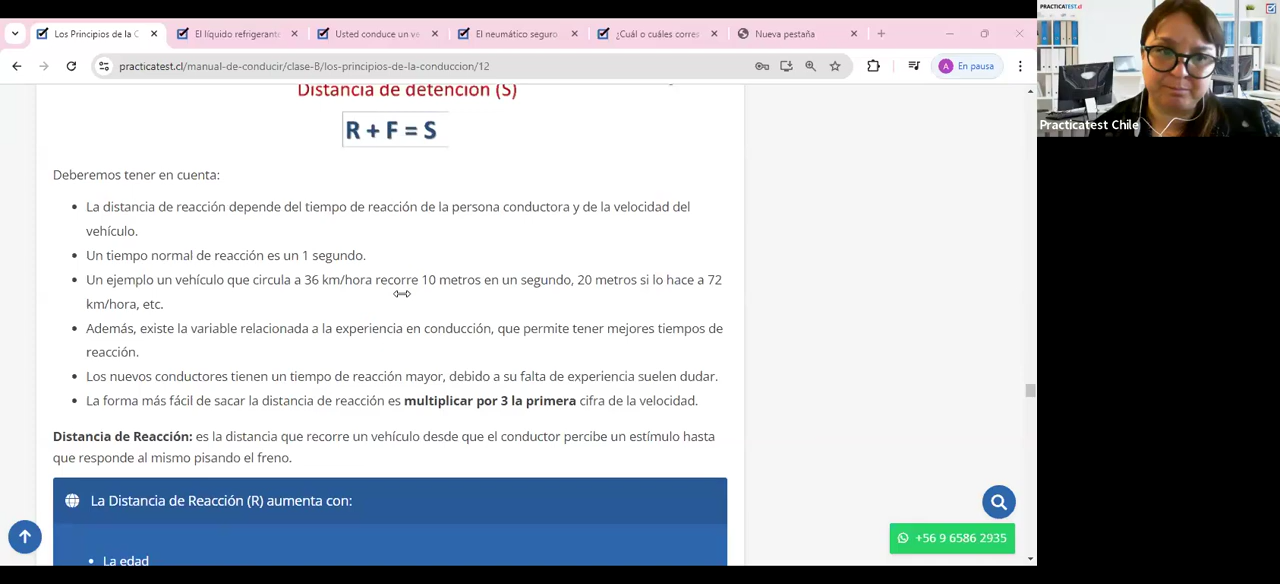 Los Principios de la C
El líquido refrigerante
Usted conduce un ve
El neumático seguro
¿Cuál o cuáles corres
Nueva pestaña
practicatest.cl/manual-de-conducir/clase-B/los-principios-de-la-conduccion/12
A En pausa
PRACTICATEST.cl
Practicatest Chile
Distancia de detención (S)
R + F = S
Deberemos tener en cuenta:
La distancia de reacción depende del tiempo de reacción de la persona conductora y de la velocidad del
vehículo.
Un tiempo normal de reacción es un 1 segundo.
Un ejemplo un vehículo que circula a 36 km/hora recorre 10 metros en un segundo, 20 metros si lo hace a 72
km/hora, etc.
Además, existe la variable relacionada a la experiencia en conducción, que permite tener mejores tiempos de
reacción.
Los nuevos conductores tienen un tiempo de reacción mayor, debido a su falta de experiencia suelen dudar.
La forma más fácil de sacar la distancia de reacción es multiplicar por 3 la primera cifra de la velocidad.
Distancia de Reacción: es la distancia que recorre un vehículo desde que el conductor percibe un estímulo hasta
que responde al mismo pisando el freno.
La Distancia de Reacción (R) aumenta con:
La edad
+56 9 6586 2935